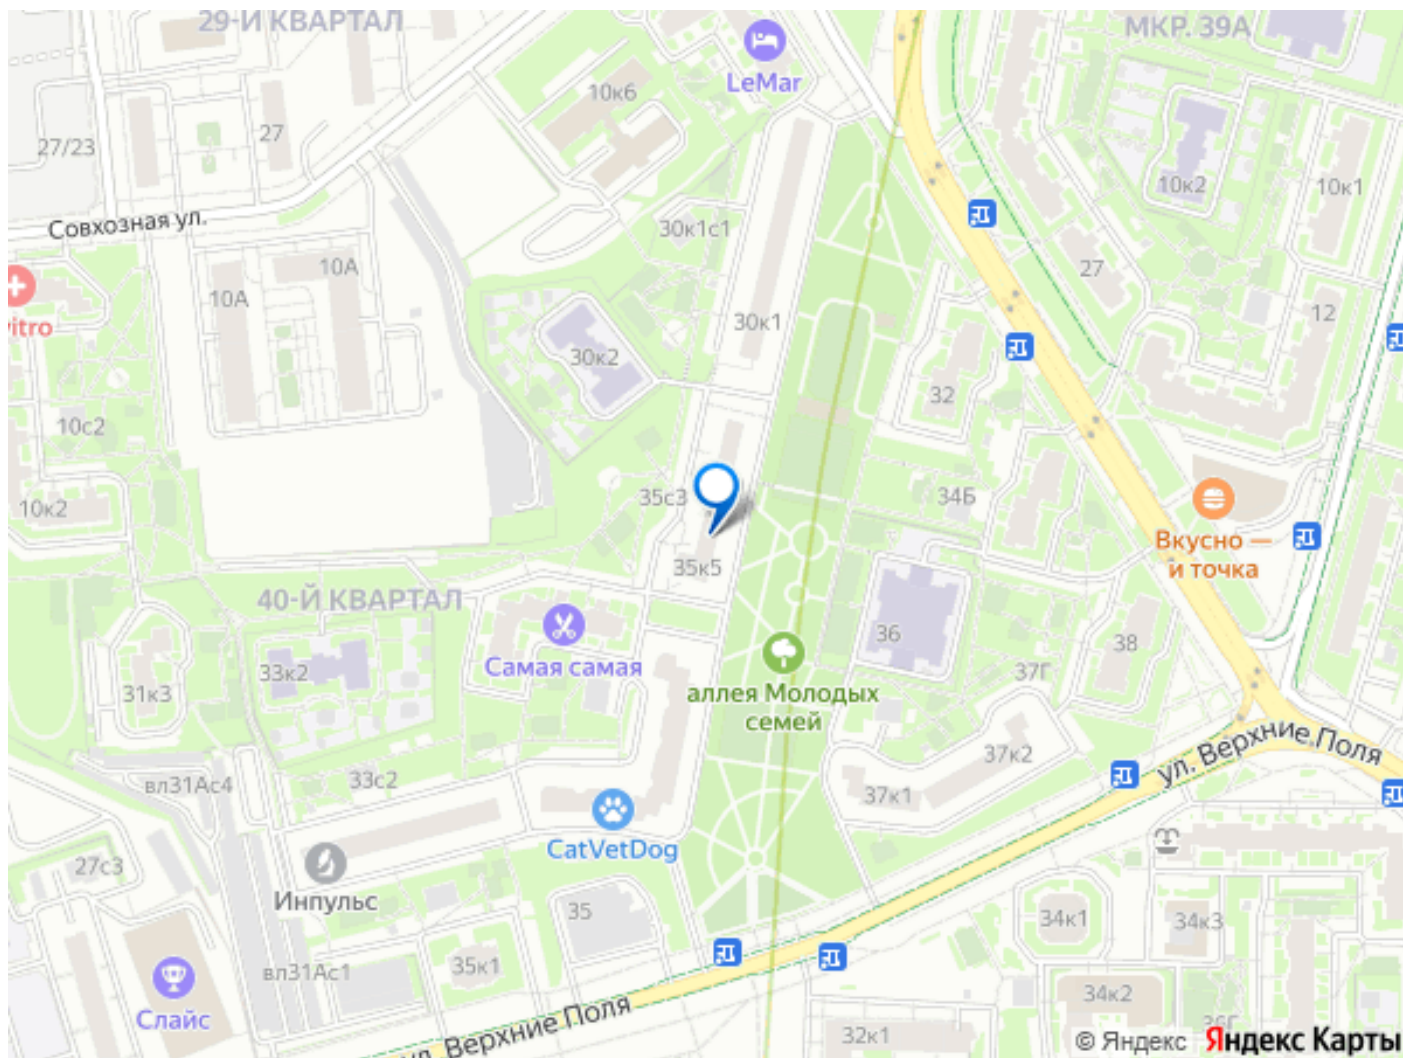 29-Й КВАРТАЛ
МКР. 39А
LeMar
10к6
27/23
27
10к2
10к1
Совхозная ул.
30к1с1
10А
10А
27
12
vitro
30к1
30к2
32
10с2
10к2
35с3
34Б
Вкусно —
и точка
35к5
40-Й КВАРТАЛ
36
38
Самая самая
33к2
37Г
31к3
аллея Молодых
семей
ул. Верхние Поля
37к2
вл31Ас4
33с2
37к1
CatVetDog
27с3
Инпульс
35
34к1
34к3
35к1
вл31Ас1
34к2
Слайс
ул. Верхние Поля
32к1
36Г
© Яндекс Яндекс Карты